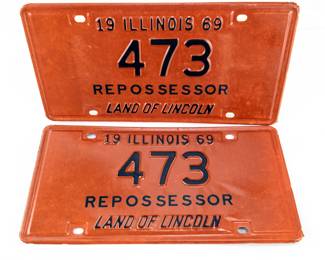 19 ILLINOIS 69
473
REPOSSESSOR
LAND OF LINCOLN
19 ILLINOIS 69
473
REPOSSESSOR
LAND OF LINCOLN